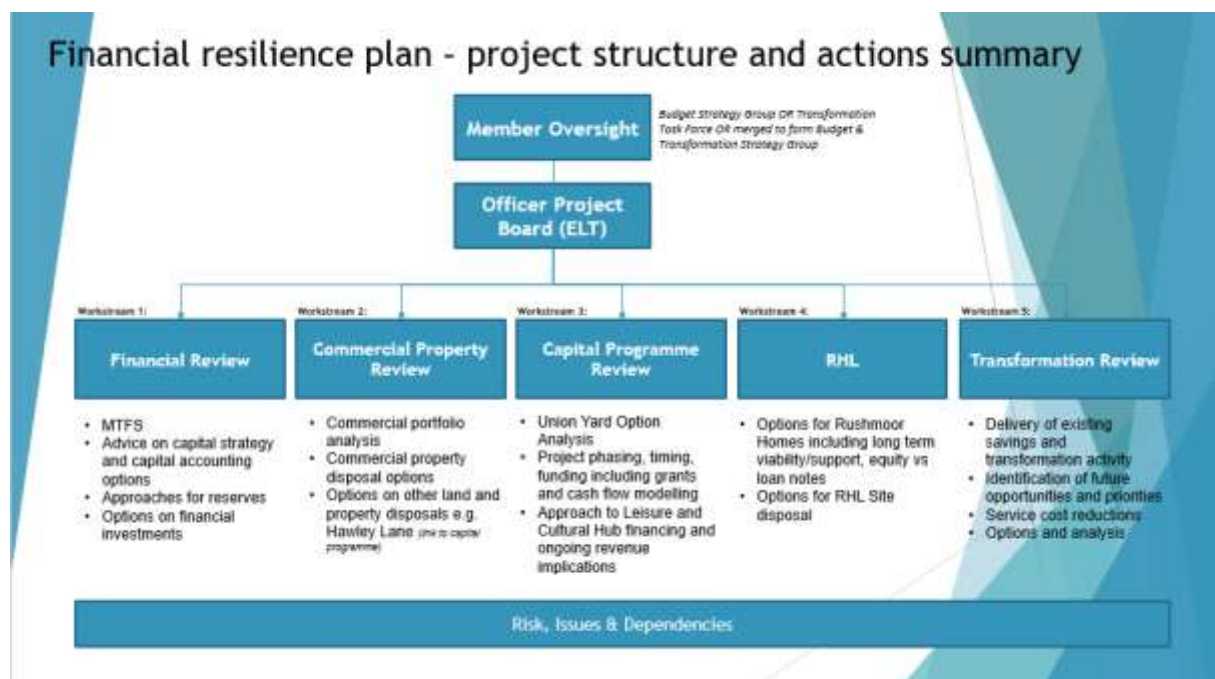 Financial resilience plan - project structure and actions summary
Member Oversight
Budget Strategy Group OR Transformation
Task Force OR merged to form Budget &
Transformation Strategy Group
Officer Project
Board (ELT)
Workstream 1:
Financial Review
• MTFS
• Advice on capital strategy
and capital accounting
options
• Approaches for reserves
• Options on financial
investments
Workstream 2:
Commercial Property
Review
• Commercial portfolio
analysis
• Commercial property
disposal options
• Options on other land and
property disposals e.g.
Hawley Lane (link to capital
programme)
Workstream 3:
Capital Programme
Review
• Union Yard Option
Analysis
• Project phasing, timing,
funding including grants
and cash flow modelling
• Approach to Leisure and
Cultural Hub financing and
ongoing revenue
implications
Workstream 4:
RHL
• Options for Rushmoor
Homes including long term
viability/support, equity vs
loan notes
• Options for RHL Site
disposal
Workstream 5:
Transformation Review
• Delivery of existing
savings and
transformation activity
• Identification of future
opportunities and priorities
• Service cost reductions
• Options and analysis
Risk, Issues & Dependencies